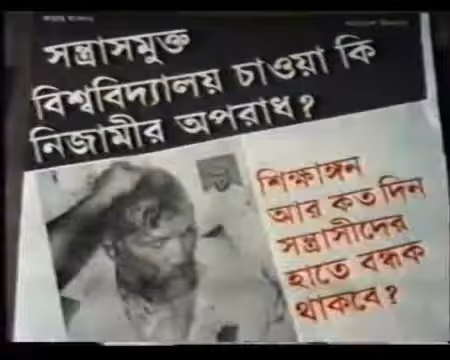 সন্ত্রাসমুক্ত
বিশ্ববিদ্যালয় চাওয়া কি
নিজামীর অপরাধ?
শিক্ষাঙ্গন
আর কত দিন
সন্ত্রাসীদের
হাতে বন্ধক
থাকবে?